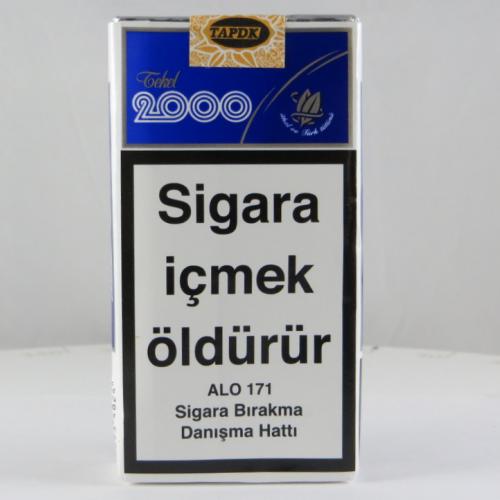 TAPDK
Tekel
2000
Sigara
içmek
öldürür
ALO 171
Sigara Bırakma
Danışma Hattı